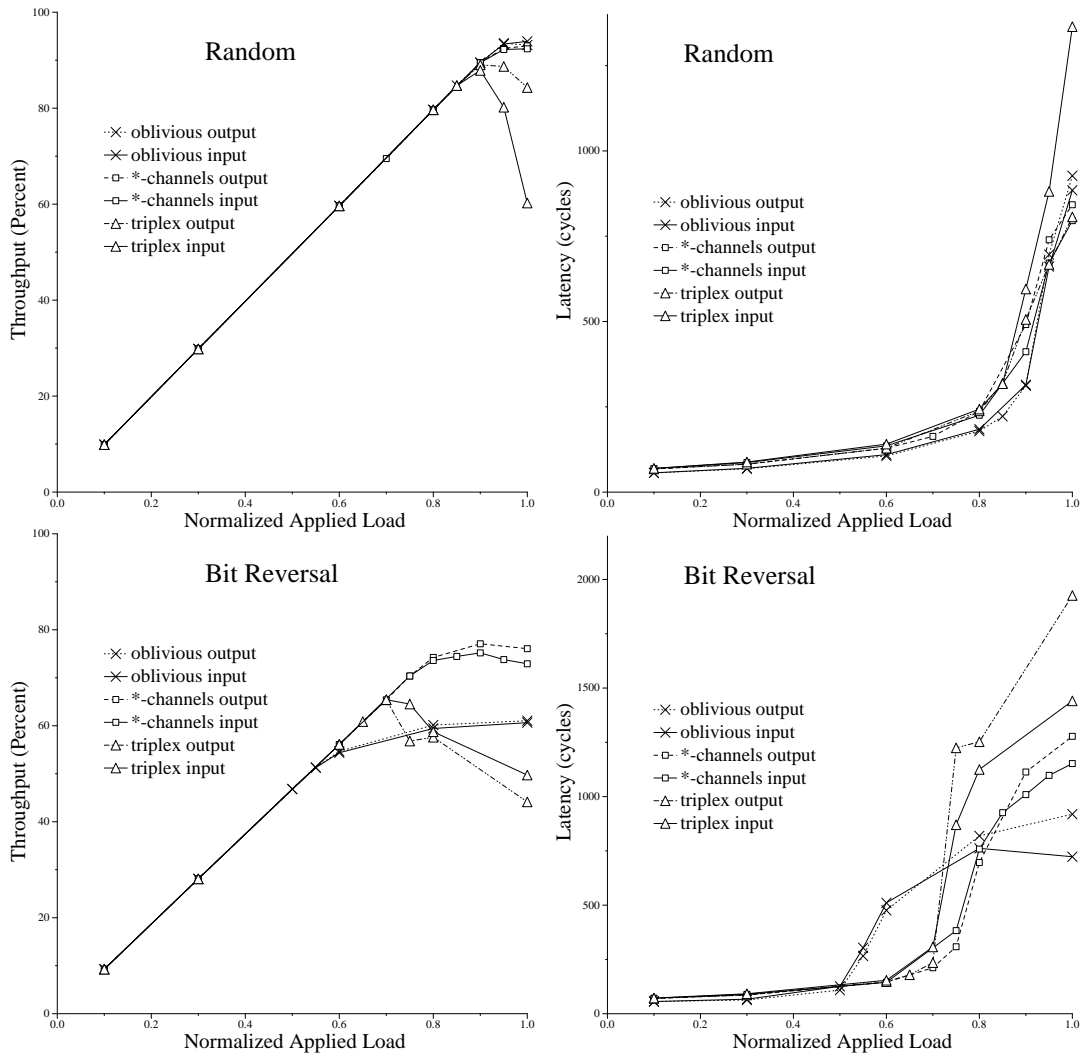 Random
Throughput (Percent)
100
80
60
40
20
0
oblivious output
oblivious input
*-channels output
*-channels input
triplex output
triplex input
0.0 0.2 0.4 0.6 0.8 1.0
Normalized Applied Load
Random
Latency (cycles)
1250
1000
750
500
250
0
oblivious output
oblivious input
*-channels output
*-channels input
triplex output
triplex input
0.0 0.2 0.4 0.6 0.8 1.0
Normalized Applied Load
Bit Reversal
Throughput (Percent)
100
80
60
40
20
0
oblivious output
oblivious input
*-channels output
*-channels input
triplex output
triplex input
0.0 0.2 0.4 0.6 0.8 1.0
Normalized Applied Load
Bit Reversal
Latency (cycles)
2000
1750
1500
1250
1000
750
500
250
0
oblivious output
oblivious input
*-channels output
*-channels input
triplex output
triplex input
0.0 0.2 0.4 0.6 0.8 1.0
Normalized Applied Load